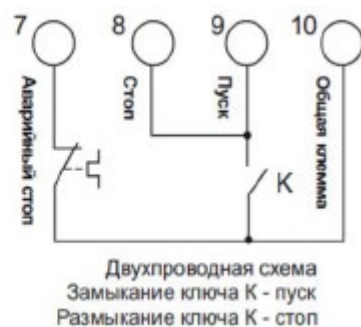 7 8 9 10
Аварийный стоп
Стоп
Пуск
Общая клемма
К
Двухпроводная схема
Замыкание ключа К - пуск
Размыкание ключа К - стоп